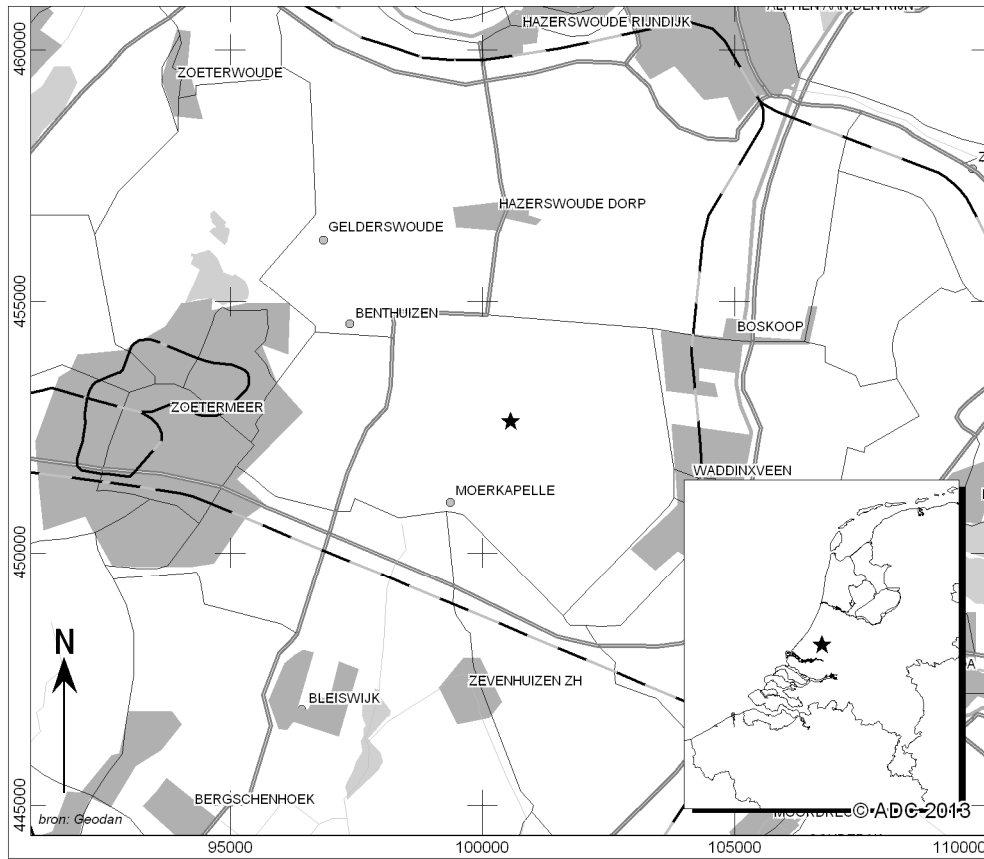 ALPHEN AAN DEN RIJN
HAZERSWOUDE RIJNDIJK
460000
ZOETERWOUDE
Z
HAZERSWOUDE DORP
GELDERSWOUDE
455000
BENTHUIZEN
BOSKOOP
ZOETERMEER
WADDINXVEEN
MOERKAPELLE
450000
N
A
ZEVENHUIZEN ZH
BLEISWIJK
445000
BERGSCHENHOEK
© ADC 2013
bron: Geodan
95000
100000
105000
110000